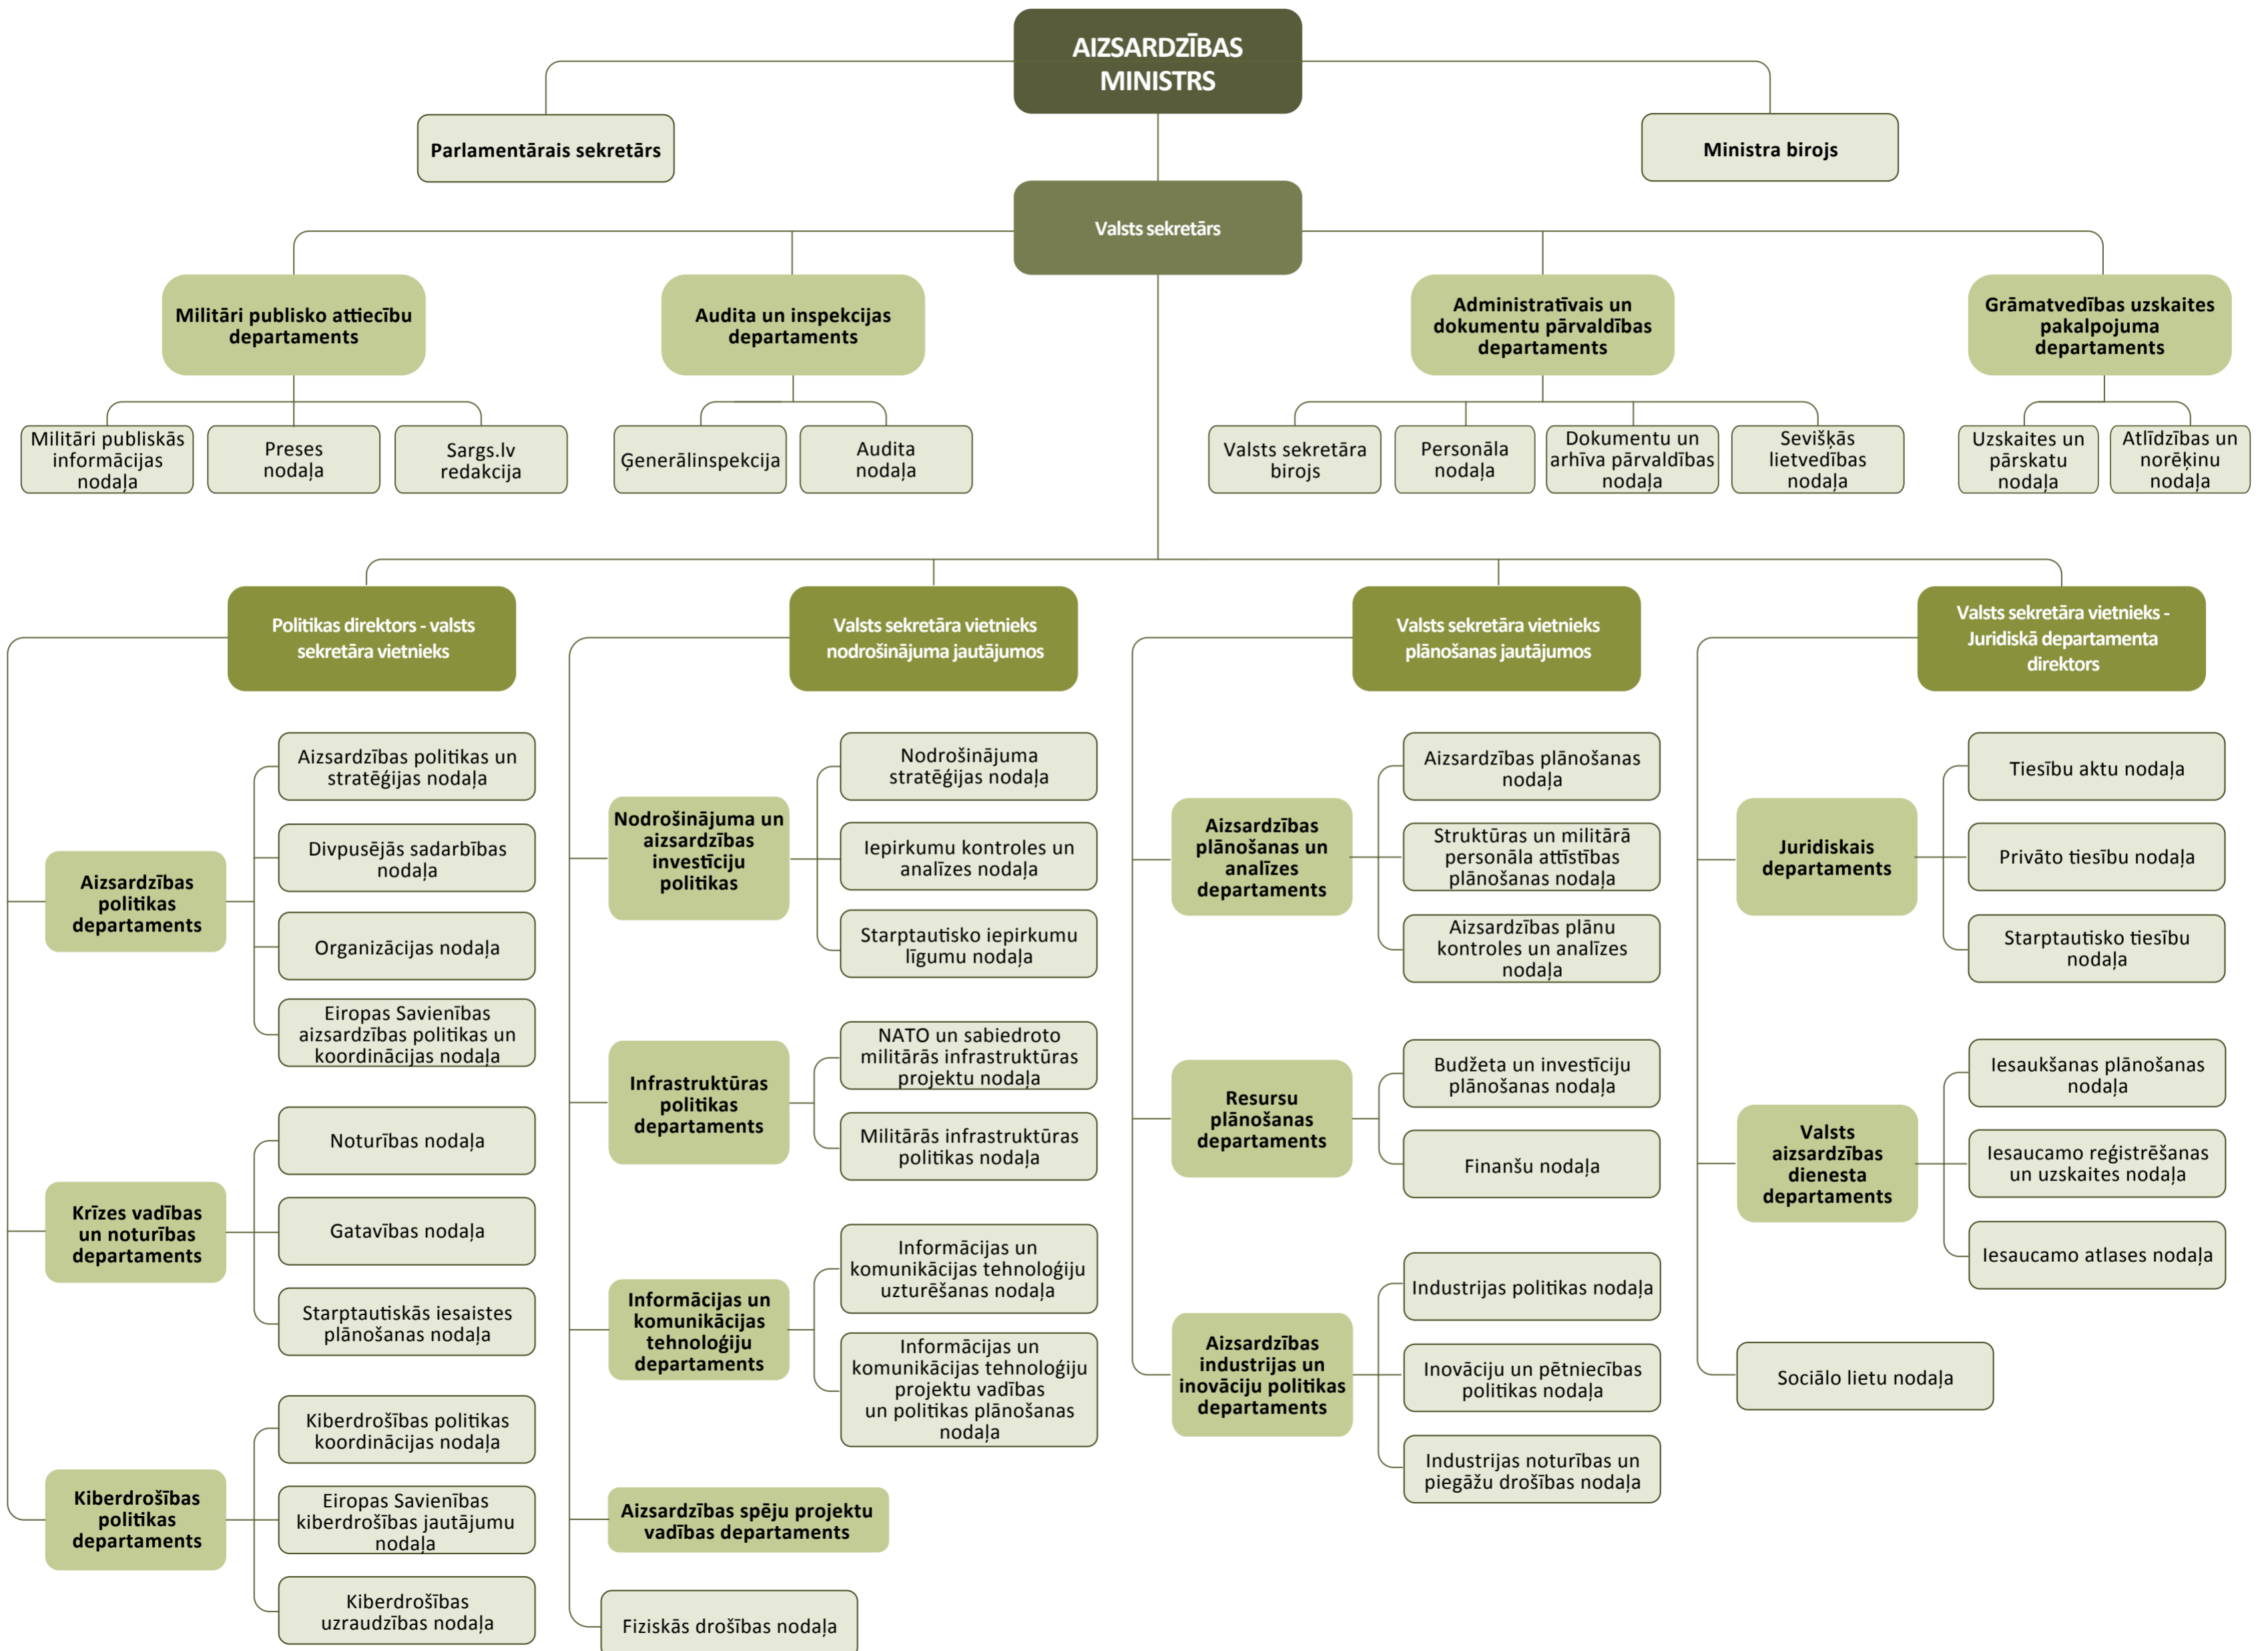 AIZSARDZĪBAS
MINISTRS
Parlamentārais sekretārs
Ministra birojs
Valsts sekretārs
Militāri publisko attiecību
departaments
Audita un inspekcijas
departaments
Administratīvais un
dokumentu pārvaldības
departaments
Grāmatvedības uzskaites
pakalpojuma
departaments
Militāri publiskās
informācijas
nodaļa
Preses
nodaļa
Sargs.lv
redakcija
Ģenerālinspekcija
Audita
nodaļa
Valsts sekretāra
birojs
Personāla
nodaļa
Dokumentu un
arhīva pārvaldības
nodaļa
Sevišķās
lietvedības
nodaļa
Uzskaites un
pārskatu
nodaļa
Atlīdzības un
norēķinu
nodaļa
Politikas direktors - valsts
sekretāra vietnieks
Valsts sekretāra vietnieks
nodrošinājuma jautājumos
Valsts sekretāra vietnieks
plānošanas jautājumos
Valsts sekretāra vietnieks -
Juridiskā departamenta
direktors
Aizsardzības
politikas
departaments
Aizsardzības politikas un
stratēģijas nodaļa
Divpusējās sadarbības
nodaļa
Organizācijas nodaļa
Eiropas Savienības
aizsardzības politikas un
koordinācijas nodaļa
Krīzes vadības
un noturības
departaments
Noturības nodaļa
Gatavības nodaļa
Starptautiskās iesaistes
plānošanas nodaļa
Kiberdrošības
politikas
departaments
Kiberdrošības politikas
koordinācijas nodaļa
Eiropas Savienības
kiberdrošības jautājumu
nodaļa
Kiberdrošības
uzraudzības nodaļa
Nodrošinājuma un
aizsardzības
investīciju
politikas
Nodrošinājuma
stratēģijas nodaļa
Iepirkumu kontroles un
analīzes nodaļa
Starptautisko iepirkumu
līgumu nodaļa
Infrastruktūras
politikas
departaments
NATO un sabiedroto
militārās infrastruktūras
projektu nodaļa
Militārās infrastruktūras
politikas nodaļa
Informācijas un
komunikācijas
tehnoloģiju
departaments
Informācijas un
komunikācijas tehnoloģiju
uzturēšanas nodaļa
Informācijas un
komunikācijas tehnoloģiju
projektu vadības
un politikas plānošanas
nodaļa
Aizsardzības spēju projektu
vadības departaments
Fiziskās drošības nodaļa
Aizsardzības
plānošanas un
analīzes
departaments
Aizsardzības plānošanas
nodaļa
Struktūras un militārā
personāla attīstības
plānošanas nodaļa
Aizsardzības plānu
kontroles un analīzes
nodaļa
Resursu
plānošanas
departaments
Budžeta un investīciju
plānošanas nodaļa
Finanšu nodaļa
Aizsardzības
industrijas un
inovāciju politikas
departaments
Industrijas politikas nodaļa
Inovāciju un pētniecības
politikas nodaļa
Industrijas noturības un
piegāžu drošības nodaļa
Juridiskais
departaments
Tiesību aktu nodaļa
Privāto tiesību nodaļa
Starptautisko tiesību
nodaļa
Valsts
aizsardzības
dienesta
departaments
Iesaukšanas plānošanas
nodaļa
Iesaucamo reģistrēšanas
un uzskaites nodaļa
Iesaucamo atlases nodaļa
Sociālo lietu nodaļa